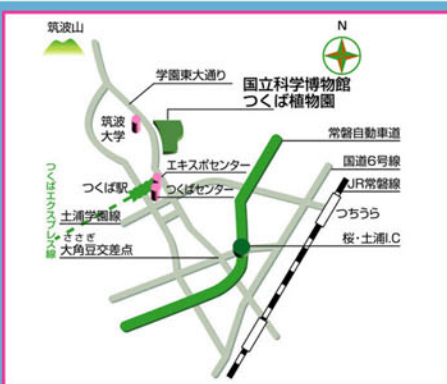 筑波山
N
学園東大通り
国立科学博物館
つくば植物園
筑波
大学
常磐自動車道
国道6号線
エキスポセンター
JR常磐線
つくば駅
つくばセンター
つくばエクスプレス線
つちうら
土浦学園線
ささぎ
大角豆交差点
桜・土浦I.C